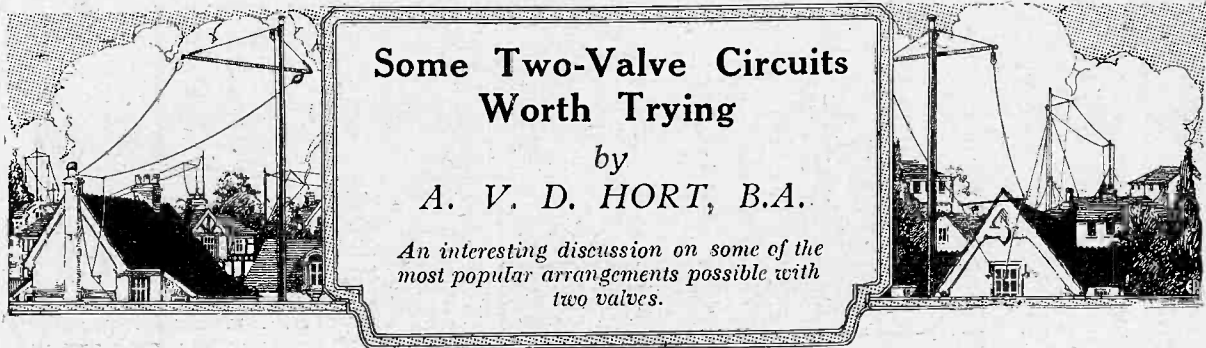 Some Two-Valve Circuits
Worth Trying
by
A. V. D. HORT, B.A.
An interesting discussion on some of the
most popular arrangements possible with
two valves.